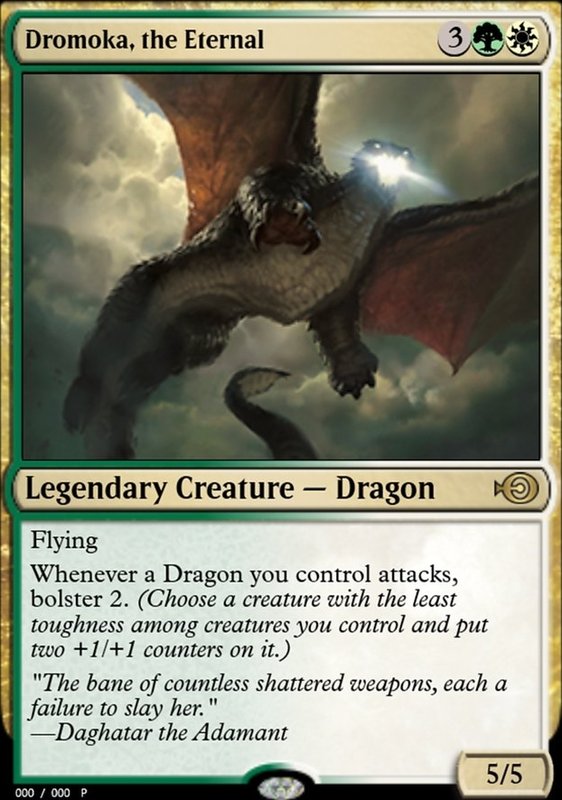 Dromoka, the Eternal
3
Legendary Creature — Dragon
Flying
Whenever a Dragon you control attacks,
bolster 2. (Choose a creature with the least
toughness among creatures you control and put
two +1/+1 counters on it.)
"The bane of countless shattered weapons, each a
failure to slay her."
—Daghatar the Adamant
5/5
000 / 000 P